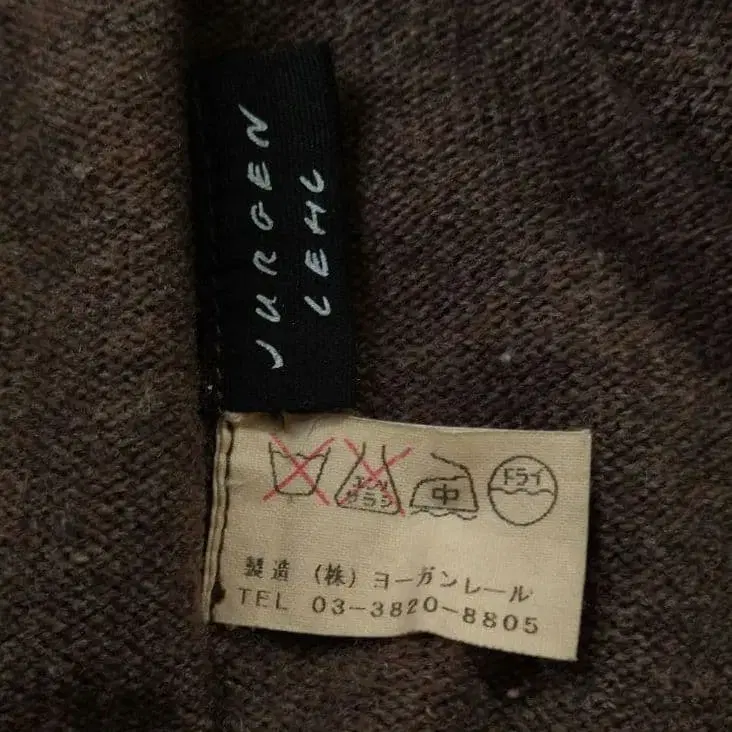 JURGEN
LEHL
エンソ
サラシ
中
ドライ
製造 (株) ヨーガンレール
TEL 03-3820-8805